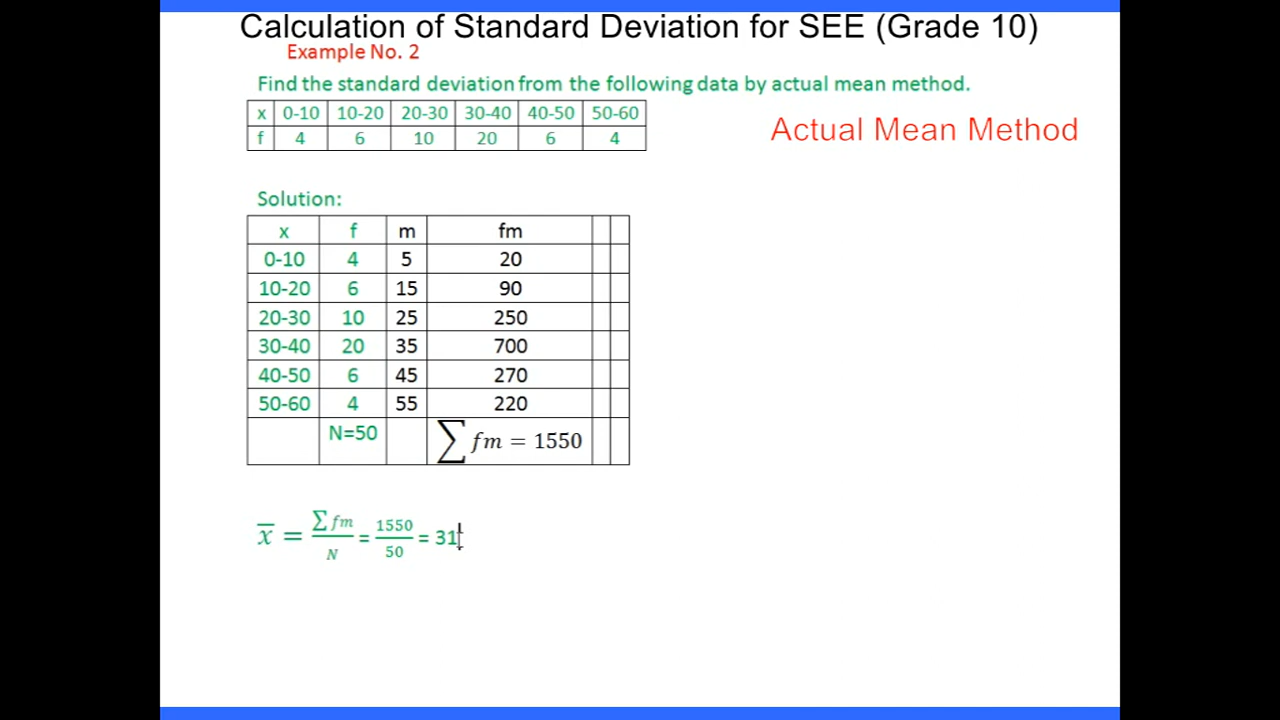 Calculation of Standard Deviation for SEE (Grade 10)
Example No. 2
Find the standard deviation from the following data by actual mean method.
x 0-10 10-20 20-30 30-40 40-50 50-60
f 4 6 10 20 6 4
Actual Mean Method
Solution:
x f m fm
0-10 4 5 20
10-20 6 15 90
20-30 10 25 250
30-40 20 35 700
40-50 6 45 270
50-60 4 55 220
N=50 ∑ fm = 1550
x̅ = ∑ fm / N = 1550 / 50 = 31